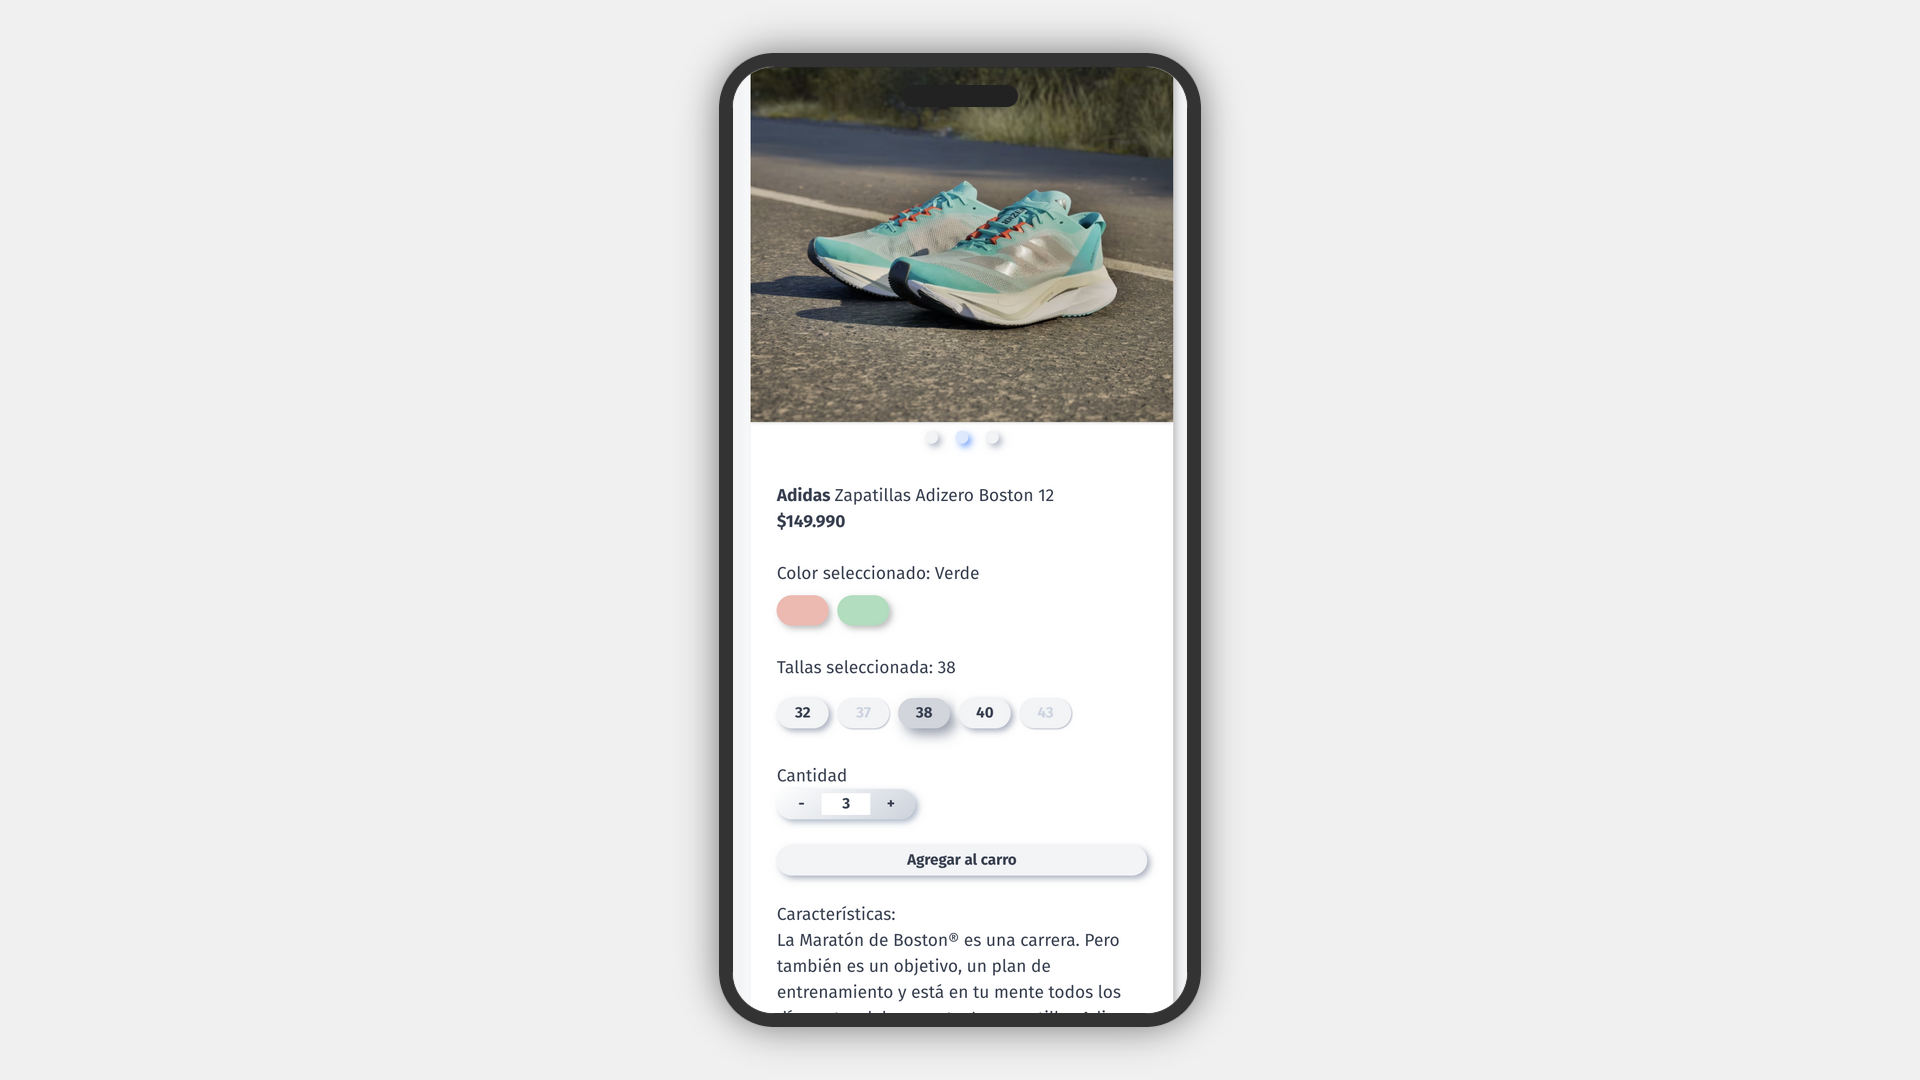 Adidas Zapatillas Adizero Boston 12
$149.990
Color seleccionado: Verde
Tallas seleccionada: 38
32 37 38 40 43
Cantidad
- 3 +
Agregar al carro
Características:
La Maratón de Boston® es una carrera. Pero
también es un objetivo, un plan de
entrenamiento y está en tu mente todos los